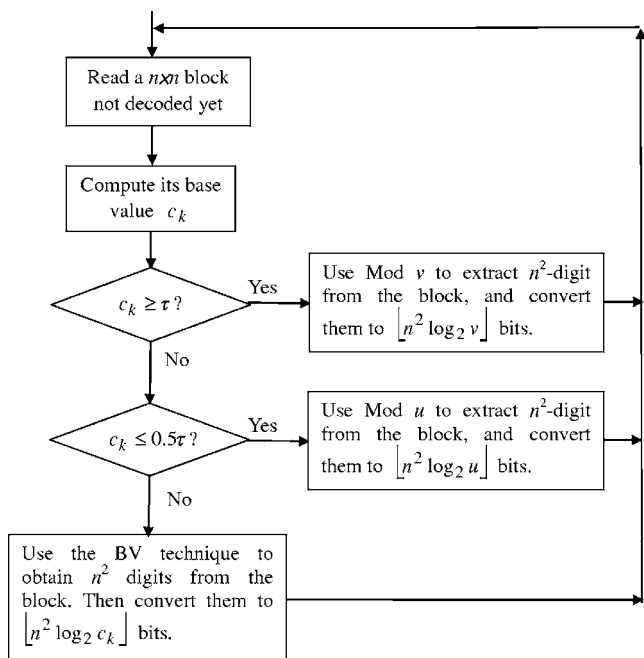 Read a n×n block
not decoded yet
Compute its base
value c_k
c_k ≥ τ ?
Yes
Use Mod v to extract n²-digit
from the block, and convert
them to ⌊n² log₂ v⌋ bits.
No
c_k ≤ 0.5τ ?
Yes
Use Mod u to extract n²-digit
from the block, and convert
them to ⌊n² log₂ u⌋ bits.
No
Use the BV technique to
obtain n² digits from the
block. Then convert them to
⌊n² log₂ c_k⌋ bits.